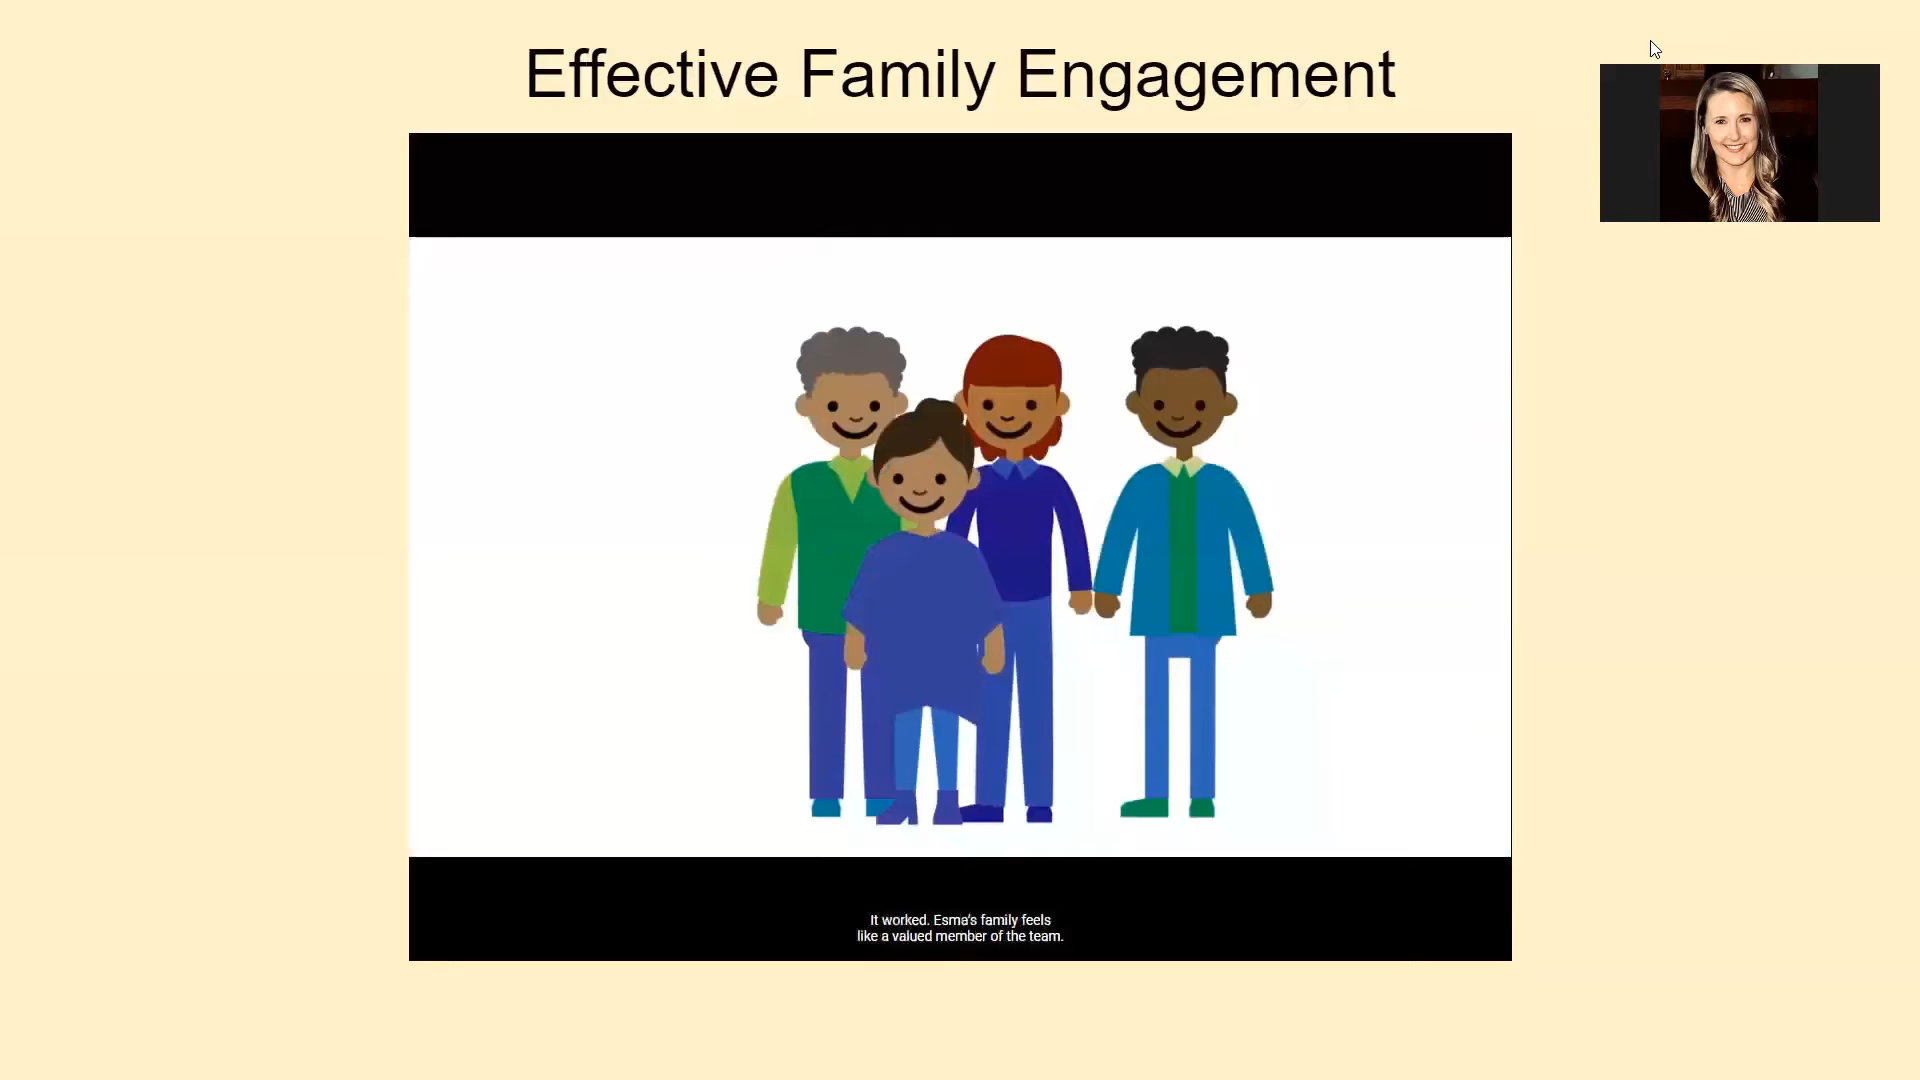 Effective Family Engagement
It worked. Esma's family feels
like a valued member of the team.